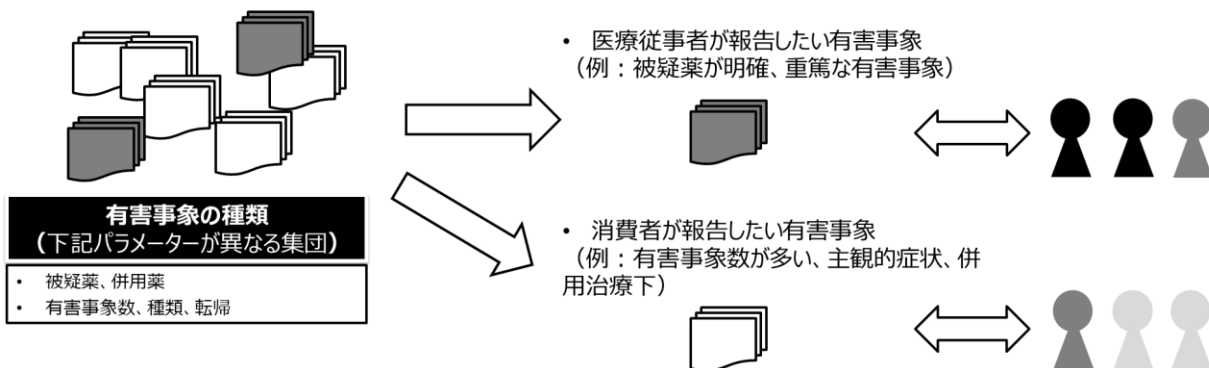 • 医療従事者が報告したい有害事象
（例：被疑薬が明確、重篤な有害事象）
有害事象の種類
（下記パラメーターが異なる集団）
• 被疑薬、併用薬
• 有害事象数、種類、転帰
• 消費者が報告したい有害事象
（例：有害事象数が多い、主観的症状、併
用治療下）